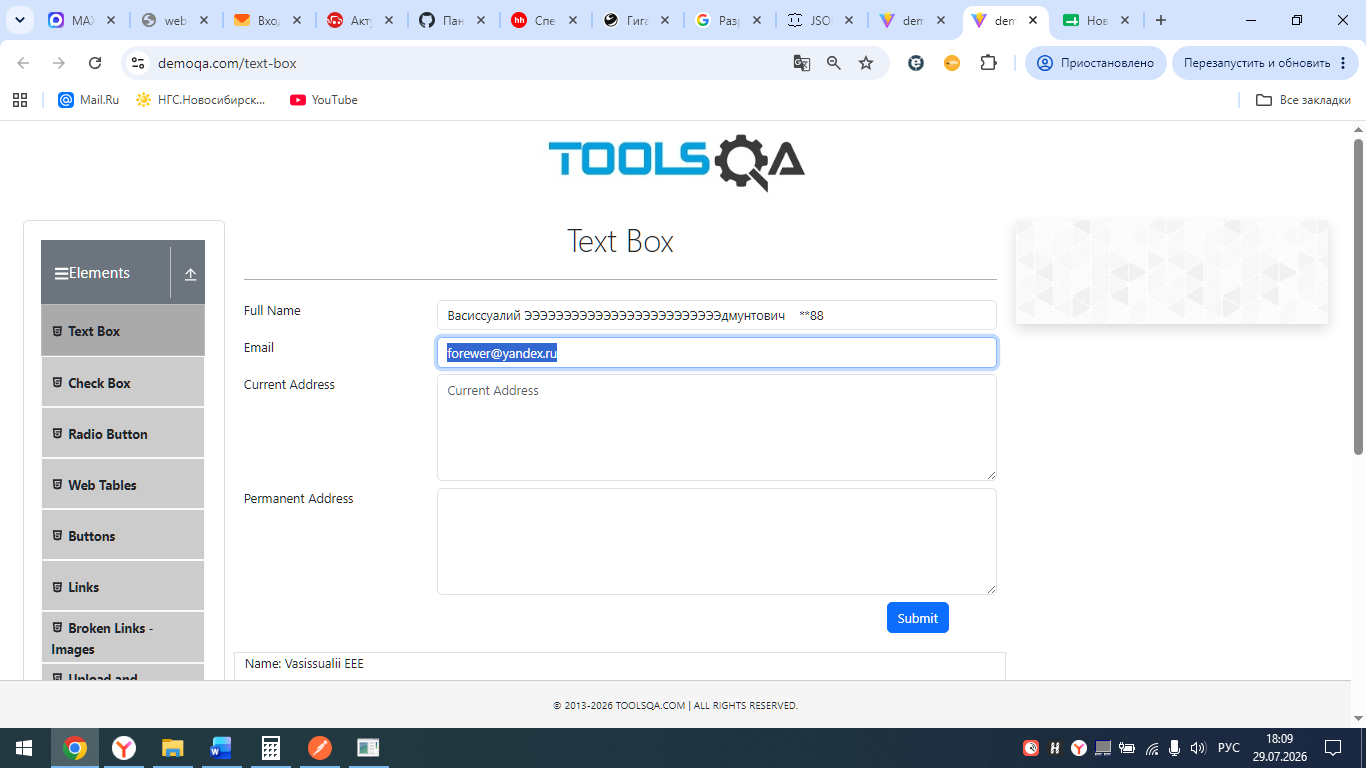 МАХ
web
Вхо
Акту
Пан
Спе
Гига
Разр
JSO
dem
dem
Нов
demoqa.com/text-box
Приостановлено
Перезапустить и обновить
Mail.Ru
НГС.Новосибирск...
YouTube
Все закладки
TOOLSQA
Elements
Text Box
Check Box
Radio Button
Web Tables
Buttons
Links
Broken Links -
Images
Upload and
Text Box
Full Name
Васиссуалий ЭЭЭЭЭЭЭЭЭЭЭЭЭЭЭЭЭЭЭЭЭЭЭЭЭдмунтович    **88
Email
forewer@yandex.ru
Current Address
Current Address
Permanent Address
Submit
Name: Vasissualii EEE
© 2013-2026 TOOLSQA.COM | ALL RIGHTS RESERVED.
РУС
18:09
29.07.2026